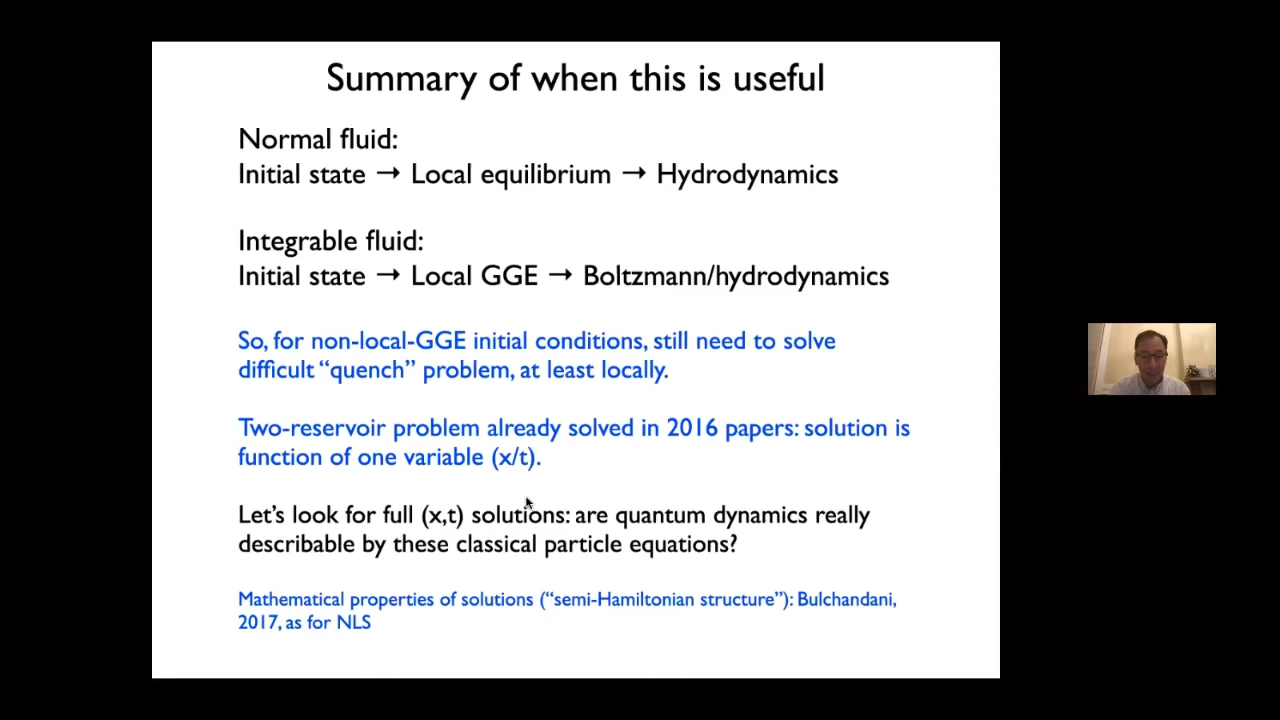 Summary of when this is useful
Normal fluid:
Initial state → Local equilibrium → Hydrodynamics
Integrable fluid:
Initial state → Local GGE → Boltzmann/hydrodynamics
So, for non-local-GGE initial conditions, still need to solve
difficult “quench” problem, at least locally.
Two-reservoir problem already solved in 2016 papers: solution is
function of one variable (x/t).
Let’s look for full (x,t) solutions: are quantum dynamics really
describable by these classical particle equations?
Mathematical properties of solutions (“semi-Hamiltonian structure”): Bulchandani,
2017, as for NLS